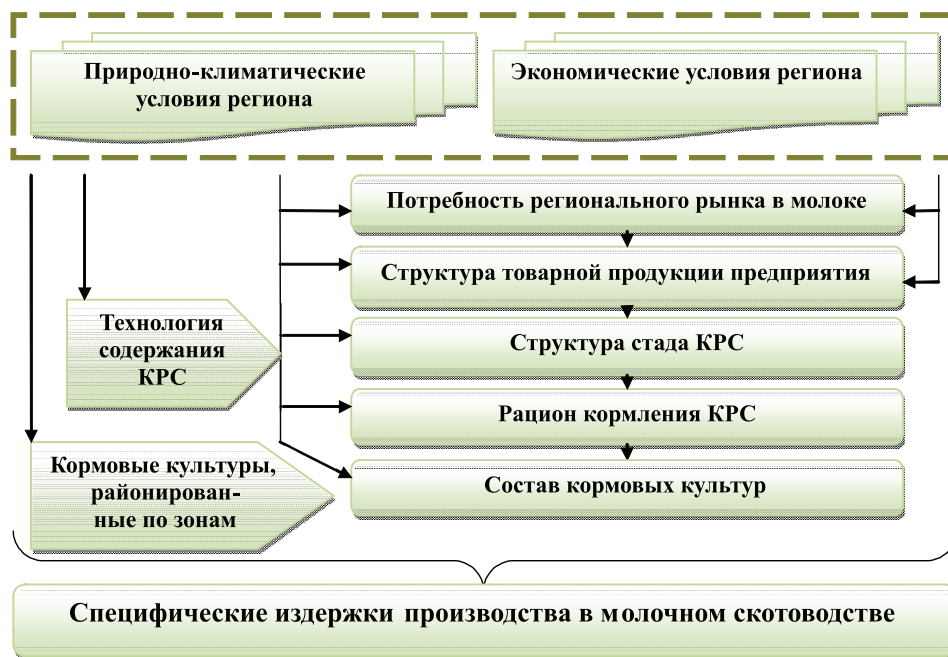 Природно-климатические
условия региона
Экономические условия региона
Потребность регионального рынка в молоке
Структура товарной продукции предприятия
Технология
содержания
КРС
Структура стада КРС
Рацион кормления КРС
Кормовые культуры,
районирован-
ные по зонам
Состав кормовых культур
Специфические издержки производства в молочном скотоводстве